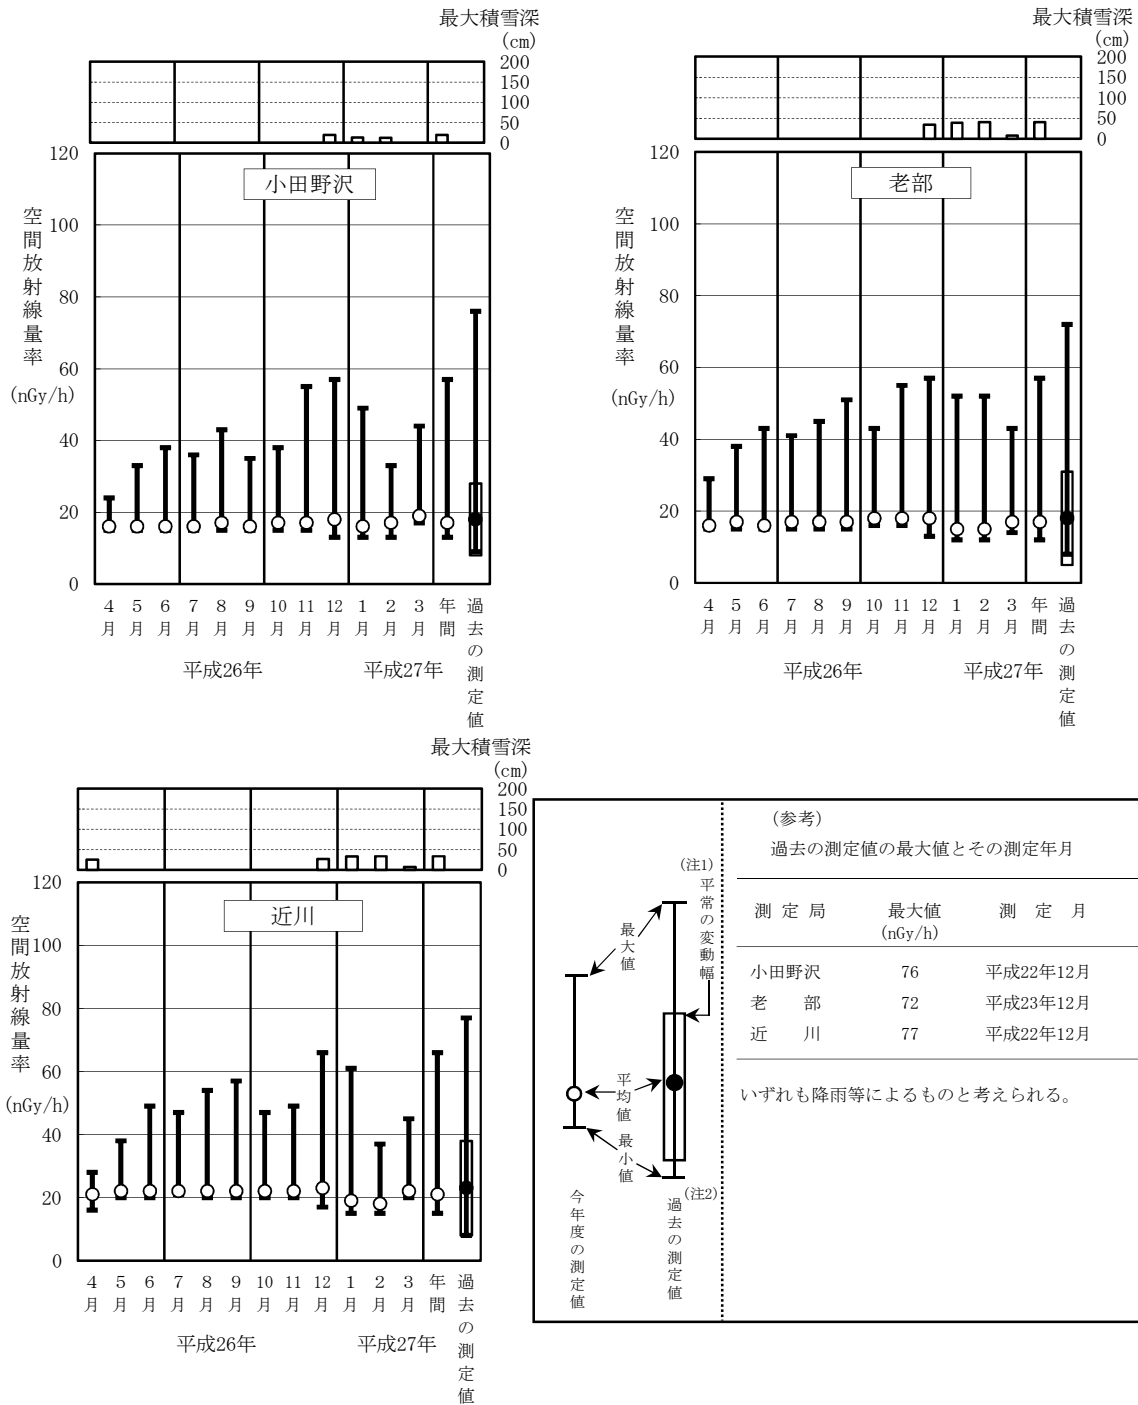 最大積雪深
(cm)
200
150
100
50
0
120
100
80
60
40
20
0
小田野沢
空間放射線量率
(nGy/h)
4月 5月 6月 7月 8月 9月 10月 11月 12月 1月 2月 3月 年間 過去の測定値
平成26年 平成27年
最大積雪深
(cm)
200
150
100
50
0
120
100
80
60
40
20
0
老部
空間放射線量率
(nGy/h)
4月 5月 6月 7月 8月 9月 10月 11月 12月 1月 2月 3月 年間 過去の測定値
平成26年 平成27年
最大積雪深
(cm)
200
150
100
50
0
120
100
80
60
40
20
0
近川
空間放射線量率
(nGy/h)
4月 5月 6月 7月 8月 9月 10月 11月 12月 1月 2月 3月 年間 過去の測定値
平成26年 平成27年
(注1)
平常の変動幅
最大値
平均値
最小値
(注2)
今年度の測定値
過去の測定値
(参考)
過去の測定値の最大値とその測定年月
測定局 最大値 測定月
(nGy/h)
小田野沢 76 平成22年12月
老部 72 平成23年12月
近川 77 平成22年12月
いずれも降雨等によるものと考えられる。